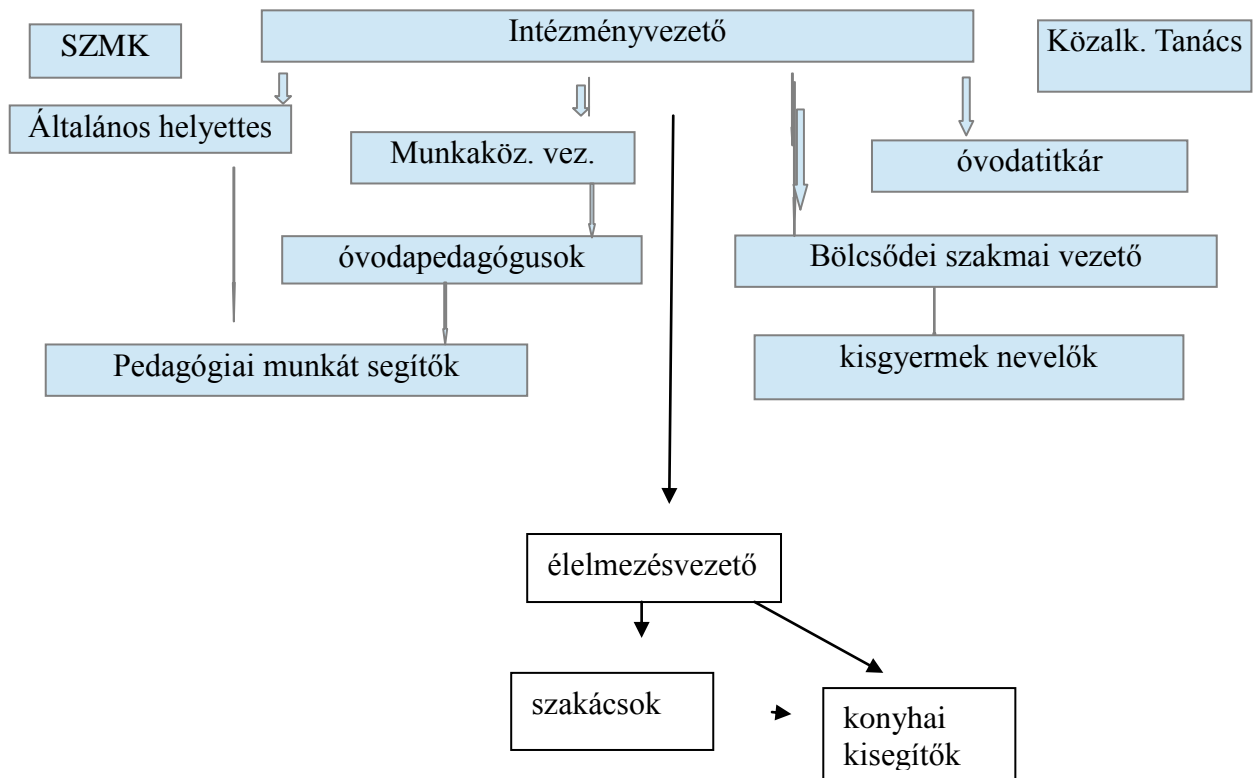 SZMK
Intézményvezető
Közalk. Tanács
Általános helyettes
Munkaköz. vez.
óvodatitkár
óvodapedagógusok
Bölcsődei szakmai vezető
Pedagógiai munkát segítők
kisgyermek nevelők
élelmezésvezető
szakácsok
konyhai
kisegítők